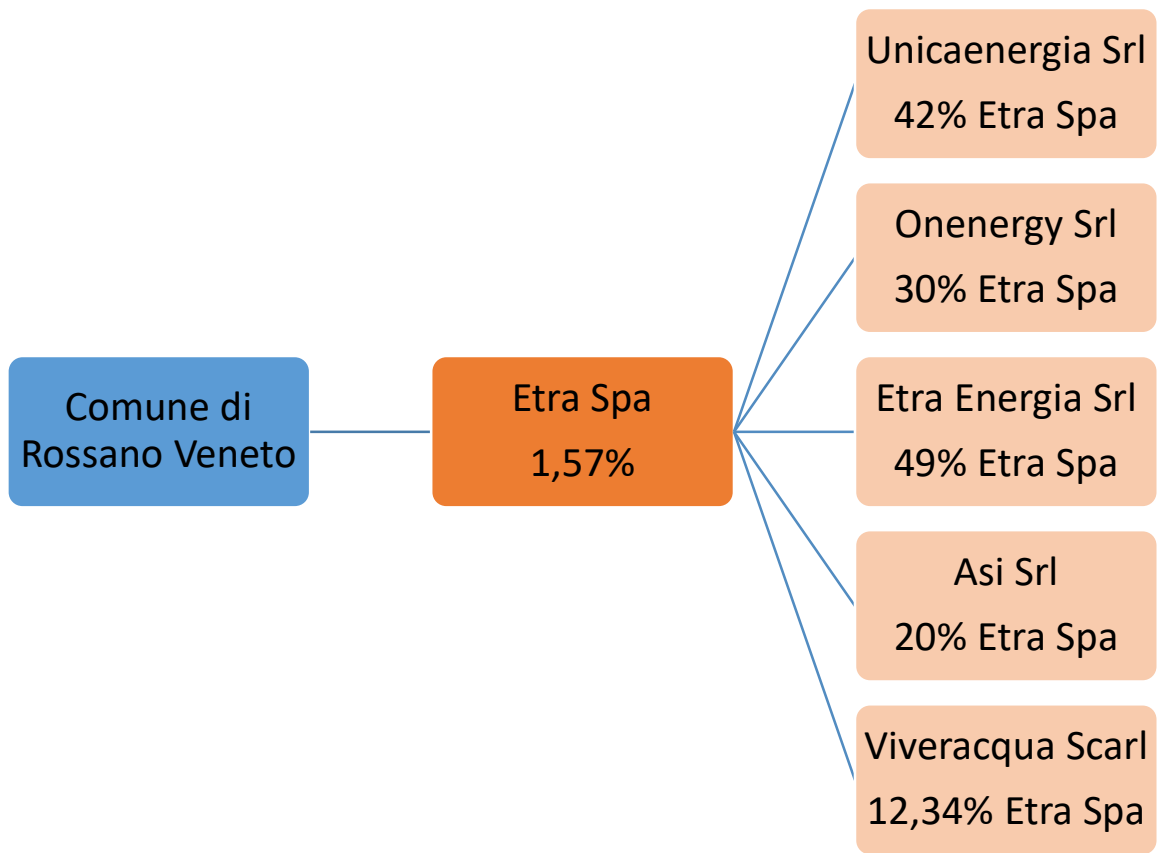 Comune di
Rossano Veneto
Etra Spa
1,57%
Unicaenergia Srl
42% Etra Spa
Onenergy Srl
30% Etra Spa
Etra Energia Srl
49% Etra Spa
Asi Srl
20% Etra Spa
Viveracqua Scarl
12,34% Etra Spa